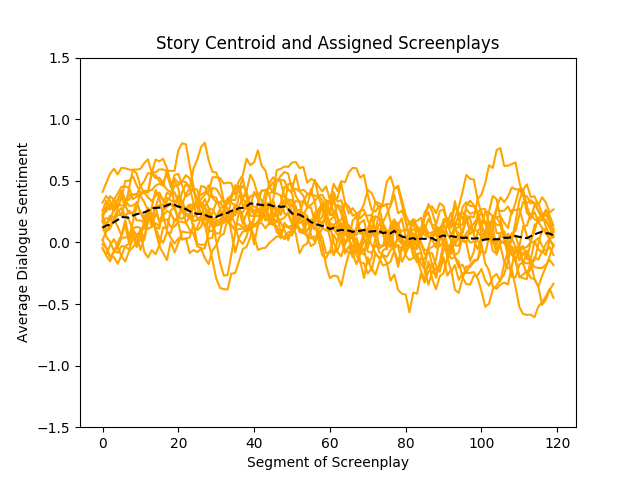 Story Centroid and Assigned Screenplays
1.5
1.0
0.5
0.0
−0.5
−1.0
−1.5
Average Dialogue Sentiment
0 20 40 60 80 100 120
Segment of Screenplay